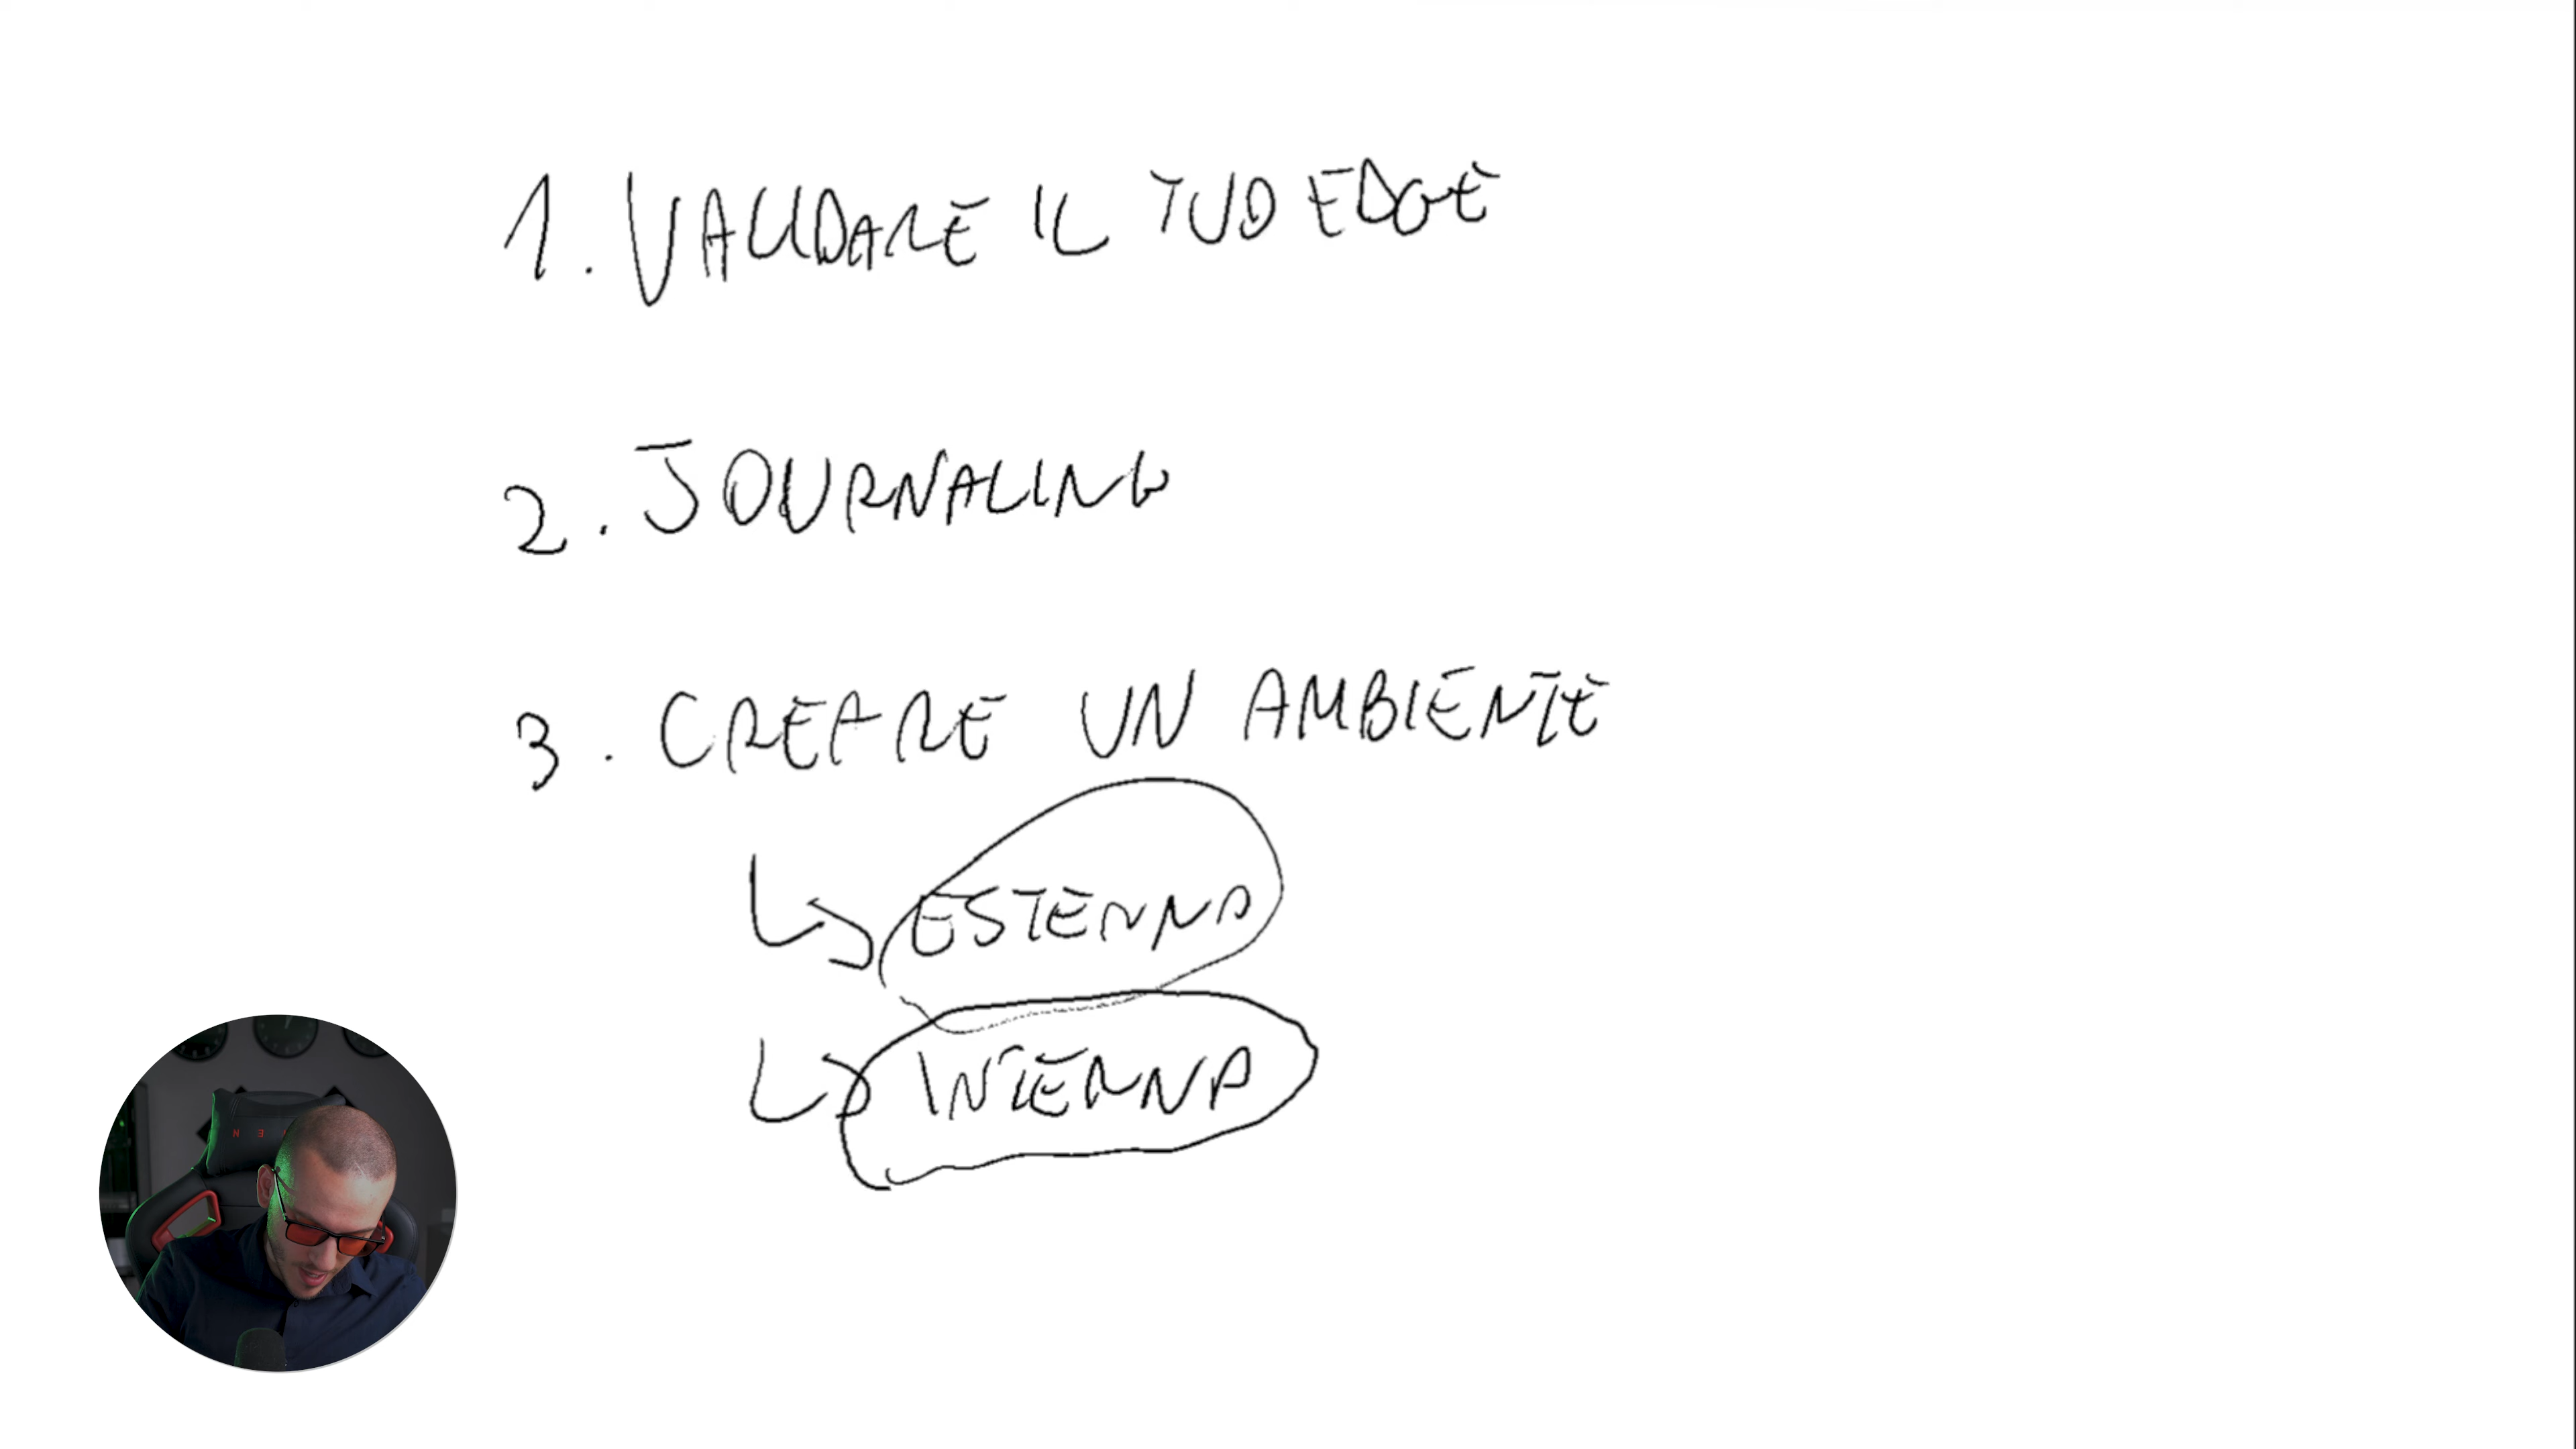 1. VALIDARE IL TUO EDGE
2. JOURNALING
3. CREARE UN AMBIENTE
ESTERNA
INTERNA